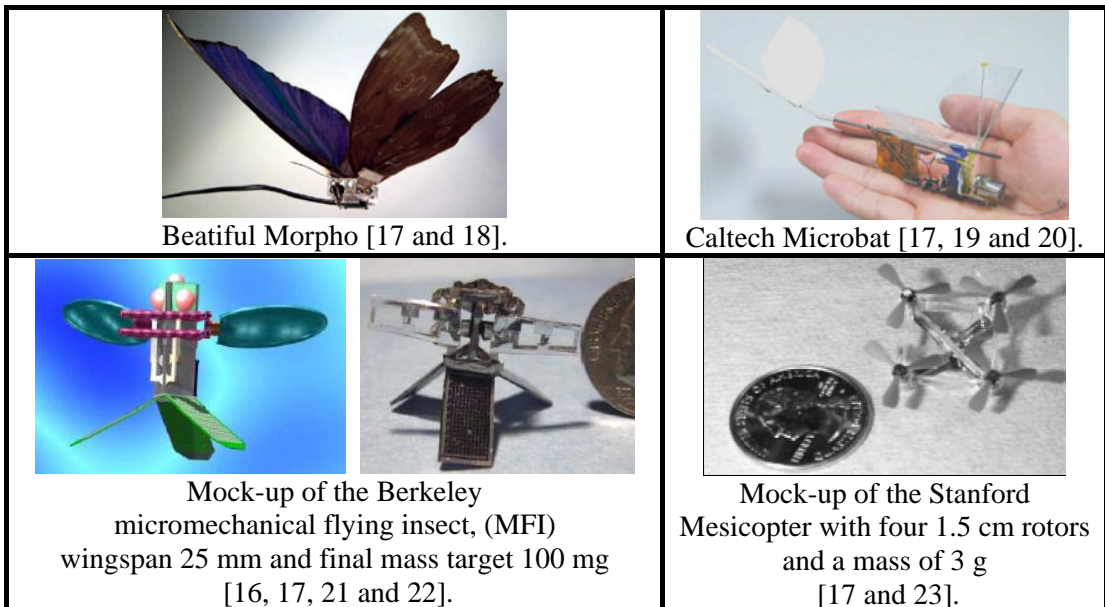 Beatiful Morpho [17 and 18].
Caltech Microbat [17, 19 and 20].
Mock-up of the Berkeley
micromechanical flying insect, (MFI)
wingspan 25 mm and final mass target 100 mg
[16, 17, 21 and 22].
Mock-up of the Stanford
Mesicopter with four 1.5 cm rotors
and a mass of 3 g
[17 and 23].